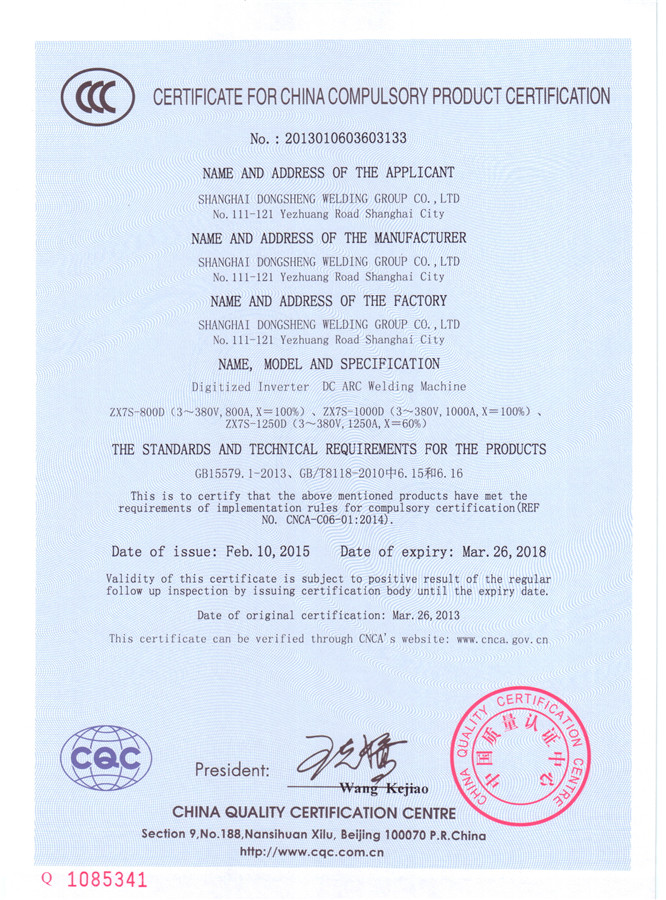 CCC
CERTIFICATE FOR CHINA COMPULSORY PRODUCT CERTIFICATION
No. : 2013010603603133
NAME AND ADDRESS OF THE APPLICANT
SHANGHAI DONGSHENG WELDING GROUP CO.,LTD
No.111-121 Yezhuang Road Shanghai City
NAME AND ADDRESS OF THE MANUFACTURER
SHANGHAI DONGSHENG WELDING GROUP CO.,LTD
No.111-121 Yezhuang Road Shanghai City
NAME AND ADDRESS OF THE FACTORY
SHANGHAI DONGSHENG WELDING GROUP CO.,LTD
No.111-121 Yezhuang Road Shanghai City
NAME, MODEL AND SPECIFICATION
Digitized Inverter DC ARC Welding Machine
ZX7S-800D（3～380V,800A,X＝100%）、ZX7S-1000D（3～380V,1000A,X＝100%）、
ZX7S-1250D（3～380V,1250A,X＝60%）
THE STANDARDS AND TECHNICAL REQUIREMENTS FOR THE PRODUCTS
GB15579.1-2013、GB/T8118-2010中6.15和6.16
This is to certify that the above mentioned products have met the
requirements of implementation rules for compulsory certification(REF
NO. CNCA-C06-01:2014).
Date of issue: Feb.10,2015 Date of expiry: Mar.26,2018
Validity of this certificate is subject to positive result of the regular
follow up inspection by issuing certification body until the expiry date.
Date of original certification: Mar.26,2013
This certificate can be verified through CNCA's website: www.cnca.gov.cn
CQC
President:
王克娇
Wang Kejiao
CHINA QUALITY CERTIFICATION CENTRE
中国质量认证中心
CHINA QUALITY CERTIFICATION CENTRE
Section 9,No.188,Nansihuan Xilu, Beijing 100070 P.R.China
http://www.cqc.com.cn
Q 1085341